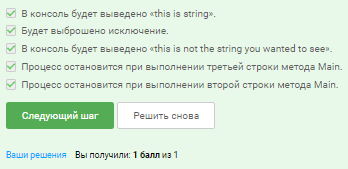 В консоль будет выведено «this is string».
Будет выброшено исключение.
В консоль будет выведено «this is not the string you wanted to see».
Процесс остановится при выполнении третьей строки метода Main.
Процесс остановится при выполнении второй строки метода Main.
Следующий шаг Решить снова
Ваши решения Вы получили: 1 балл из 1